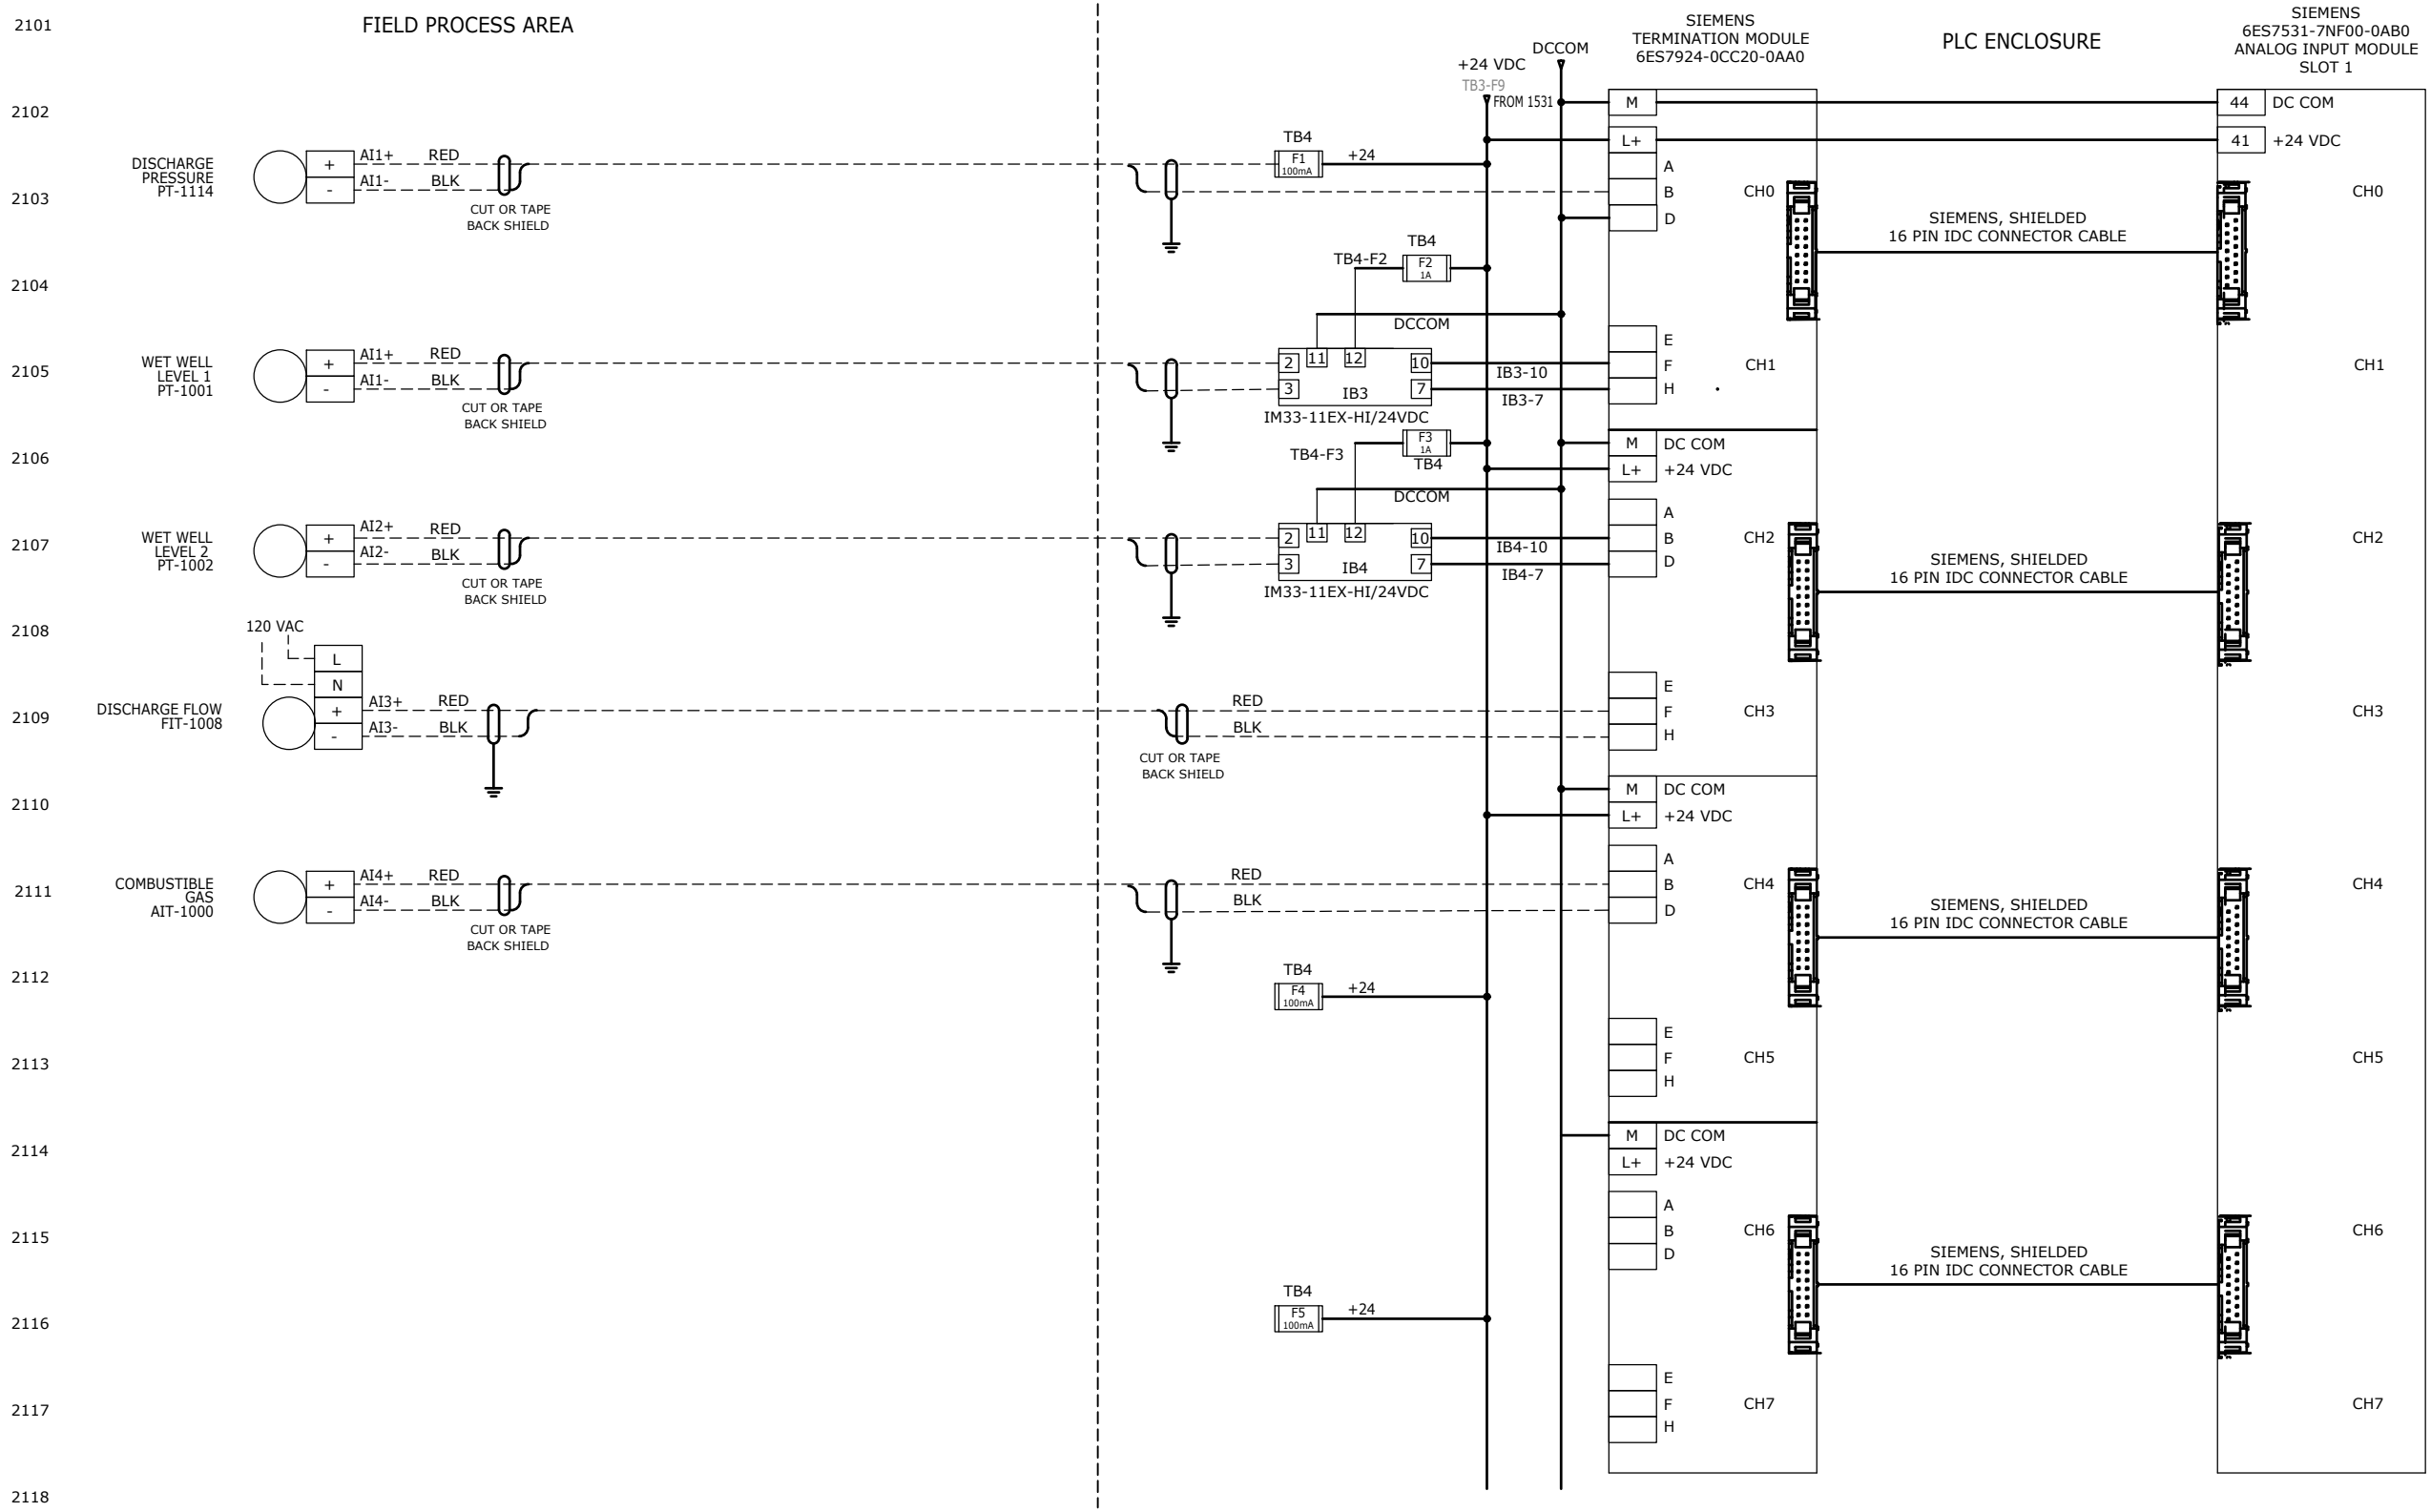 2101
FIELD PROCESS AREA
SIEMENS
TERMINATION MODULE
6ES7924-0CC20-0AA0
PLC ENCLOSURE
SIEMENS
6ES7531-7NF00-0AB0
ANALOG INPUT MODULE
SLOT 1
DCCOM
+24 VDC
TB3-F9
FROM 1531
2102
M
44 DC COM
L+
41 +24 VDC
DISCHARGE
PRESSURE
PT-1114
+ AI1+ RED
- AI1- BLK
CUT OR TAPE
BACK SHIELD
TB4
F1
100mA
+24
2103
A
B
D
CH0
CH0
SIEMENS, SHIELDED
16 PIN IDC CONNECTOR CABLE
2104
TB4
TB4-F2
F2
1A
DCCOM
2105
WET WELL
LEVEL 1
PT-1001
+ AI1+ RED
- AI1- BLK
CUT OR TAPE
BACK SHIELD
2 11 12 10
3 IB3 7
IM33-11EX-HI/24VDC
IB3-10
IB3-7
E
F
H
CH1
CH1
2106
TB4-F3
F3
1A
TB4
DCCOM
M DC COM
L+ +24 VDC
2107
WET WELL
LEVEL 2
PT-1002
+ AI2+ RED
- AI2- BLK
CUT OR TAPE
BACK SHIELD
2 11 12 10
3 IB4 7
IM33-11EX-HI/24VDC
IB4-10
IB4-7
A
B
D
CH2
CH2
SIEMENS, SHIELDED
16 PIN IDC CONNECTOR CABLE
2108
120 VAC
L
N
2109
DISCHARGE FLOW
FIT-1008
+ AI3+ RED
- AI3- BLK
RED
BLK
CUT OR TAPE
BACK SHIELD
E
F
H
CH3
CH3
2110
M DC COM
L+ +24 VDC
2111
COMBUSTIBLE
GAS
AIT-1000
+ AI4+ RED
- AI4- BLK
CUT OR TAPE
BACK SHIELD
RED
BLK
A
B
D
CH4
CH4
SIEMENS, SHIELDED
16 PIN IDC CONNECTOR CABLE
2112
TB4
F4
100mA
+24
2113
E
F
H
CH5
CH5
2114
M DC COM
L+ +24 VDC
2115
A
B
D
CH6
CH6
SIEMENS, SHIELDED
16 PIN IDC CONNECTOR CABLE
2116
TB4
F5
100mA
+24
2117
E
F
H
CH7
CH7
2118